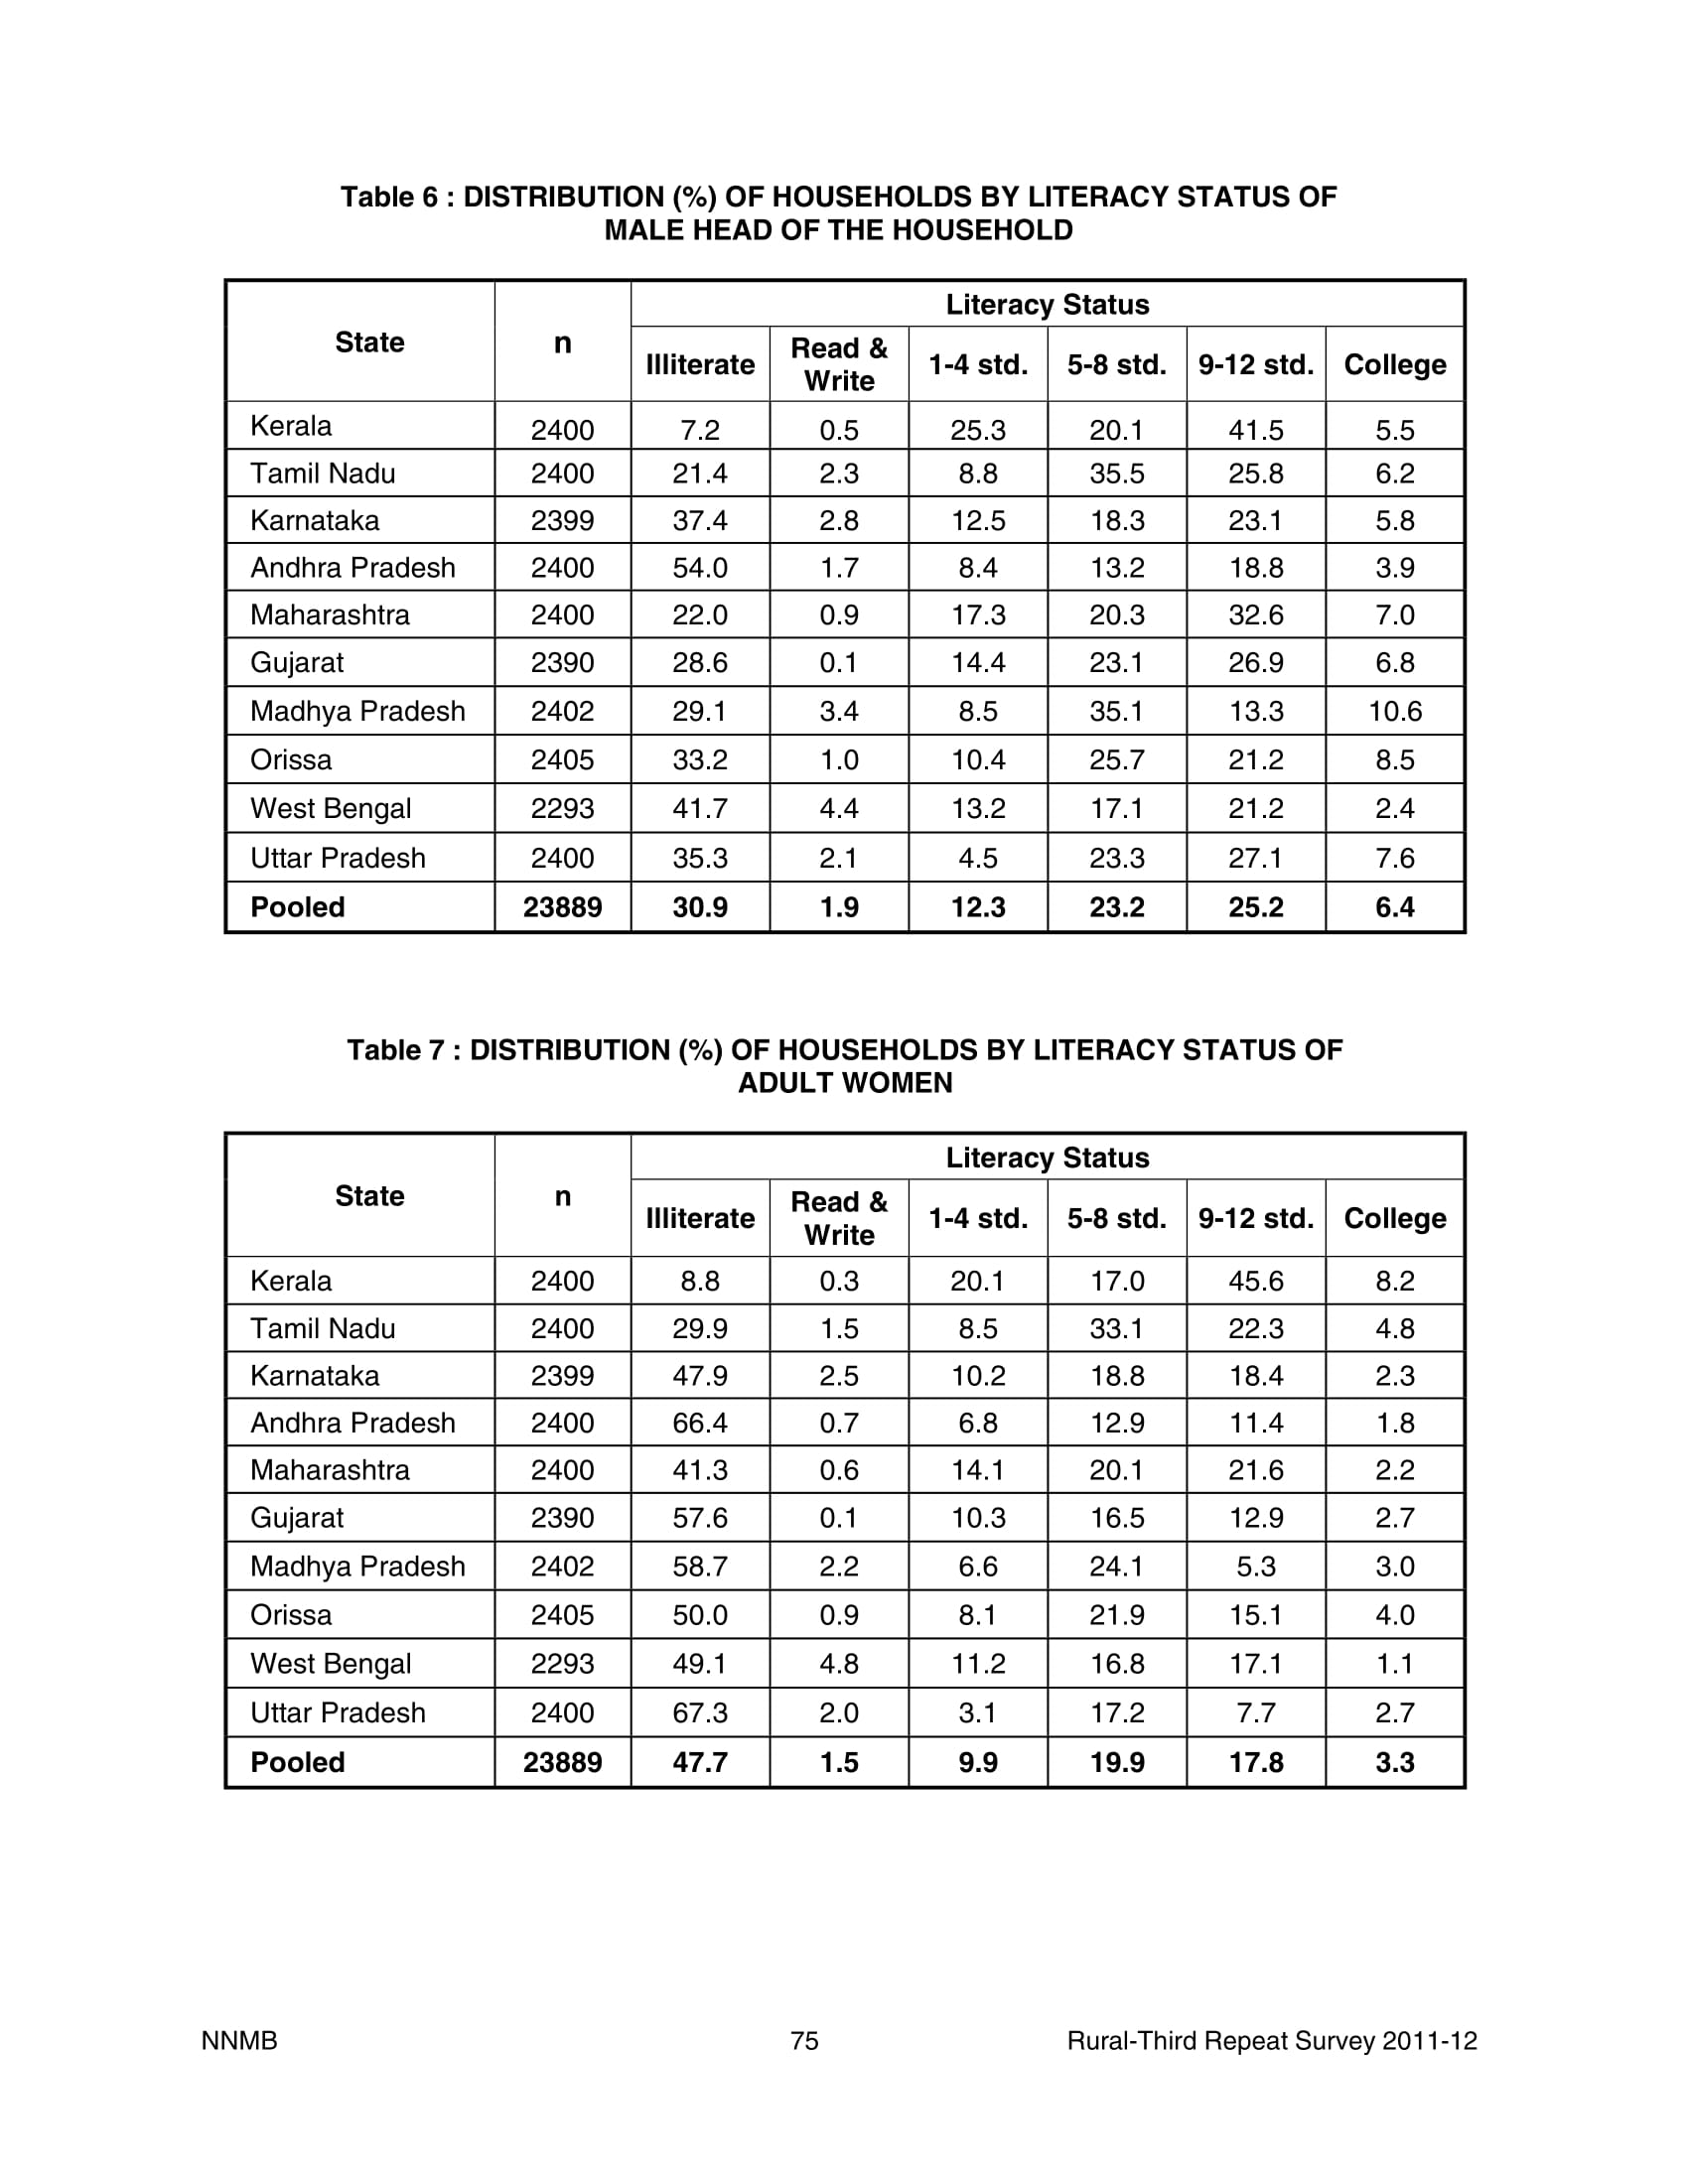 Table 6 : DISTRIBUTION (%) OF HOUSEHOLDS BY LITERACY STATUS OF
MALE HEAD OF THE HOUSEHOLD
State n Literacy Status
Illiterate Read & Write 1-4 std. 5-8 std. 9-12 std. College
Kerala 2400 7.2 0.5 25.3 20.1 41.5 5.5
Tamil Nadu 2400 21.4 2.3 8.8 35.5 25.8 6.2
Karnataka 2399 37.4 2.8 12.5 18.3 23.1 5.8
Andhra Pradesh 2400 54.0 1.7 8.4 13.2 18.8 3.9
Maharashtra 2400 22.0 0.9 17.3 20.3 32.6 7.0
Gujarat 2390 28.6 0.1 14.4 23.1 26.9 6.8
Madhya Pradesh 2402 29.1 3.4 8.5 35.1 13.3 10.6
Orissa 2405 33.2 1.0 10.4 25.7 21.2 8.5
West Bengal 2293 41.7 4.4 13.2 17.1 21.2 2.4
Uttar Pradesh 2400 35.3 2.1 4.5 23.3 27.1 7.6
Pooled 23889 30.9 1.9 12.3 23.2 25.2 6.4
Table 7 : DISTRIBUTION (%) OF HOUSEHOLDS BY LITERACY STATUS OF
ADULT WOMEN
State n Literacy Status
Illiterate Read & Write 1-4 std. 5-8 std. 9-12 std. College
Kerala 2400 8.8 0.3 20.1 17.0 45.6 8.2
Tamil Nadu 2400 29.9 1.5 8.5 33.1 22.3 4.8
Karnataka 2399 47.9 2.5 10.2 18.8 18.4 2.3
Andhra Pradesh 2400 66.4 0.7 6.8 12.9 11.4 1.8
Maharashtra 2400 41.3 0.6 14.1 20.1 21.6 2.2
Gujarat 2390 57.6 0.1 10.3 16.5 12.9 2.7
Madhya Pradesh 2402 58.7 2.2 6.6 24.1 5.3 3.0
Orissa 2405 50.0 0.9 8.1 21.9 15.1 4.0
West Bengal 2293 49.1 4.8 11.2 16.8 17.1 1.1
Uttar Pradesh 2400 67.3 2.0 3.1 17.2 7.7 2.7
Pooled 23889 47.7 1.5 9.9 19.9 17.8 3.3
NNMB 75 Rural-Third Repeat Survey 2011-12